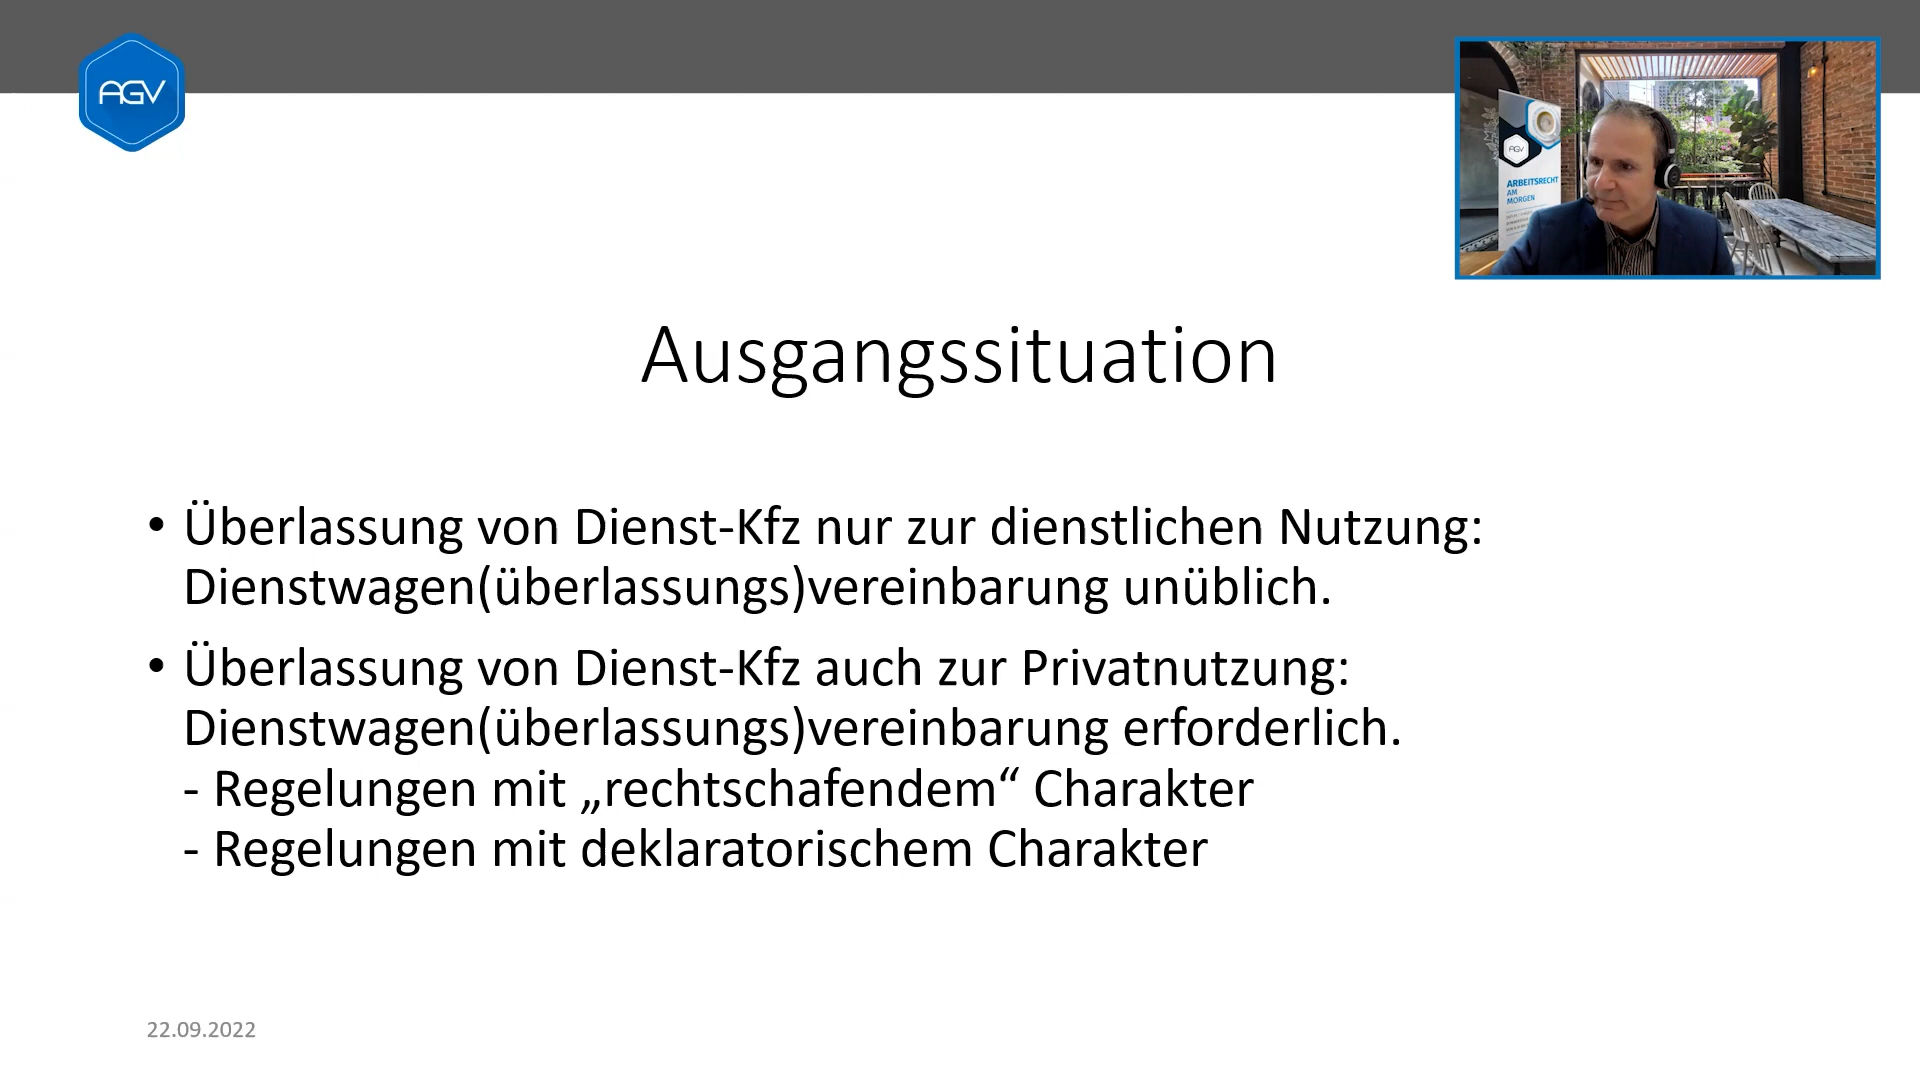 AGV
AGV
ARBEITSRECHT
AM
MORGEN
Ausgangssituation
• Überlassung von Dienst-Kfz nur zur dienstlichen Nutzung:
Dienstwagen(überlassungs)vereinbarung unüblich.
• Überlassung von Dienst-Kfz auch zur Privatnutzung:
Dienstwagen(überlassungs)vereinbarung erforderlich.
- Regelungen mit „rechtschafendem“ Charakter
- Regelungen mit deklaratorischem Charakter
22.09.2022